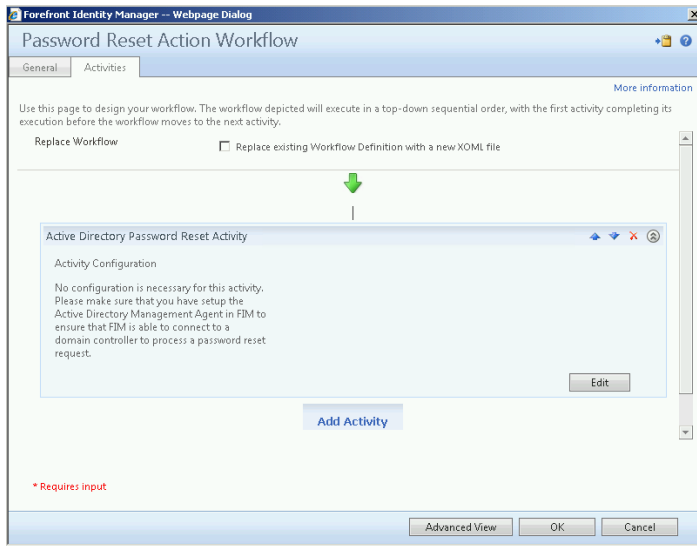 Forefront Identity Manager -- Webpage Dialog
Password Reset Action Workflow
General
Activities
More information
Use this page to design your workflow. The workflow depicted will execute in a top-down sequential order, with the first activity completing its
execution before the workflow moves to the next activity.
Replace Workflow
Replace existing Workflow Definition with a new XOML file
Active Directory Password Reset Activity
Activity Configuration
No configuration is necessary for this activity.
Please make sure that you have setup the
Active Directory Management Agent in FIM to
ensure that FIM is able to connect to a
domain controller to process a password reset
request.
Edit
Add Activity
* Requires input
Advanced View
OK
Cancel